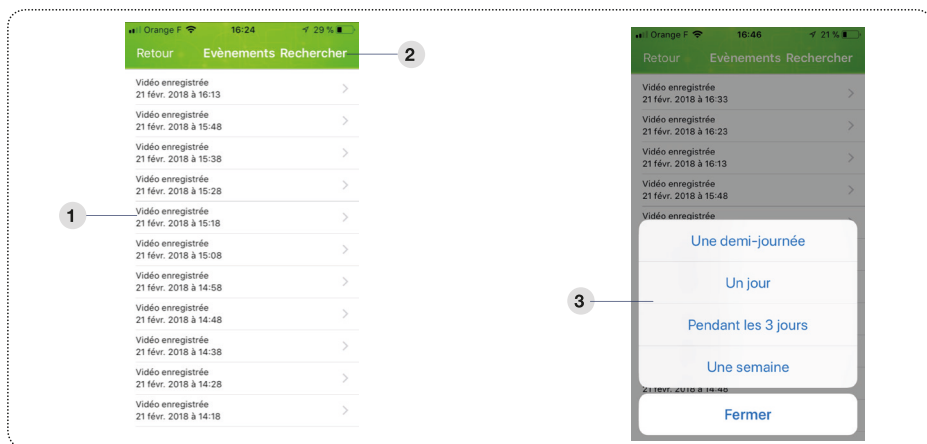 Orange F 16:24 29 %
Retour Evènements Rechercher
2
Vidéo enregistrée
21 févr. 2018 à 16:13
Vidéo enregistrée
21 févr. 2018 à 15:48
Vidéo enregistrée
21 févr. 2018 à 15:38
Vidéo enregistrée
21 févr. 2018 à 15:28
1
Vidéo enregistrée
21 févr. 2018 à 15:18
Vidéo enregistrée
21 févr. 2018 à 15:08
Vidéo enregistrée
21 févr. 2018 à 14:58
Vidéo enregistrée
21 févr. 2018 à 14:48
Vidéo enregistrée
21 févr. 2018 à 14:38
Vidéo enregistrée
21 févr. 2018 à 14:28
Vidéo enregistrée
21 févr. 2018 à 14:18
Orange F 16:46 21 %
Retour Evènements Rechercher
Vidéo enregistrée
21 févr. 2018 à 16:33
Vidéo enregistrée
21 févr. 2018 à 16:23
Vidéo enregistrée
21 févr. 2018 à 16:13
Vidéo enregistrée
21 févr. 2018 à 15:48
Vidéo enregistrée
Une demi-journée
Un jour
3
Pendant les 3 jours
Une semaine
21 févr. 2018 à 14:48
Fermer